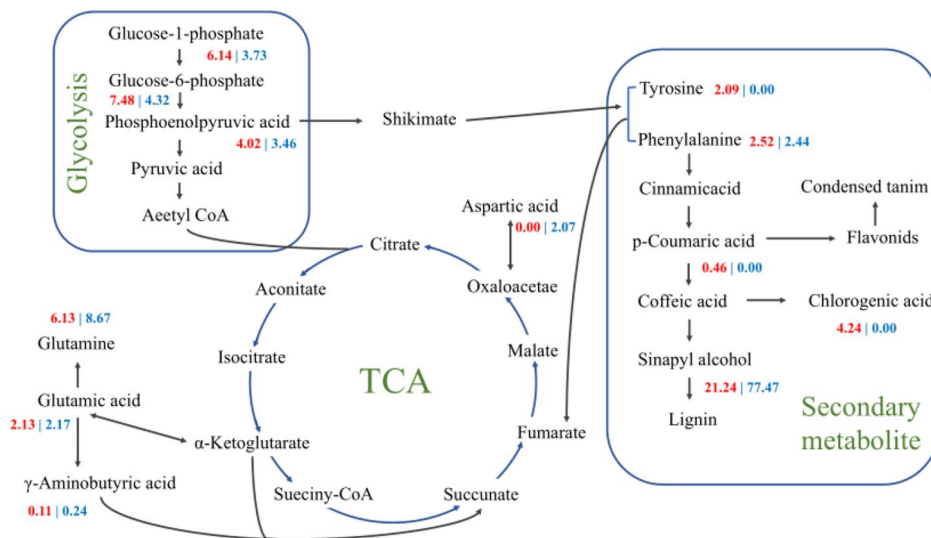 Glycolysis
Glucose-1-phosphate
6.14 | 3.73
Glucose-6-phosphate
7.48 | 4.32
Phosphoenolpyruvic acid
4.02 | 3.46
Pyruvic acid
Aeetyl CoA
Shikimate
Aspartic acid
0.00 | 2.07
Citrate
Oxaloacetae
Aconitate
Isocitrate
Malate
TCA
Fumarate
α-Ketoglutarate
Sueciny-CoA
Succunate
6.13 | 8.67
Glutamine
Glutamic acid
2.13 | 2.17
γ-Aminobutyric acid
0.11 | 0.24
Tyrosine 2.09 | 0.00
Phenylalanine 2.52 | 2.44
Cinnamicacid
Condensed tanim
p-Coumaric acid
Flavonids
0.46 | 0.00
Coffeic acid
Chlorogenic acid
4.24 | 0.00
Sinapyl alcohol
21.24 | 77.47
Lignin
Secondary
metabolite